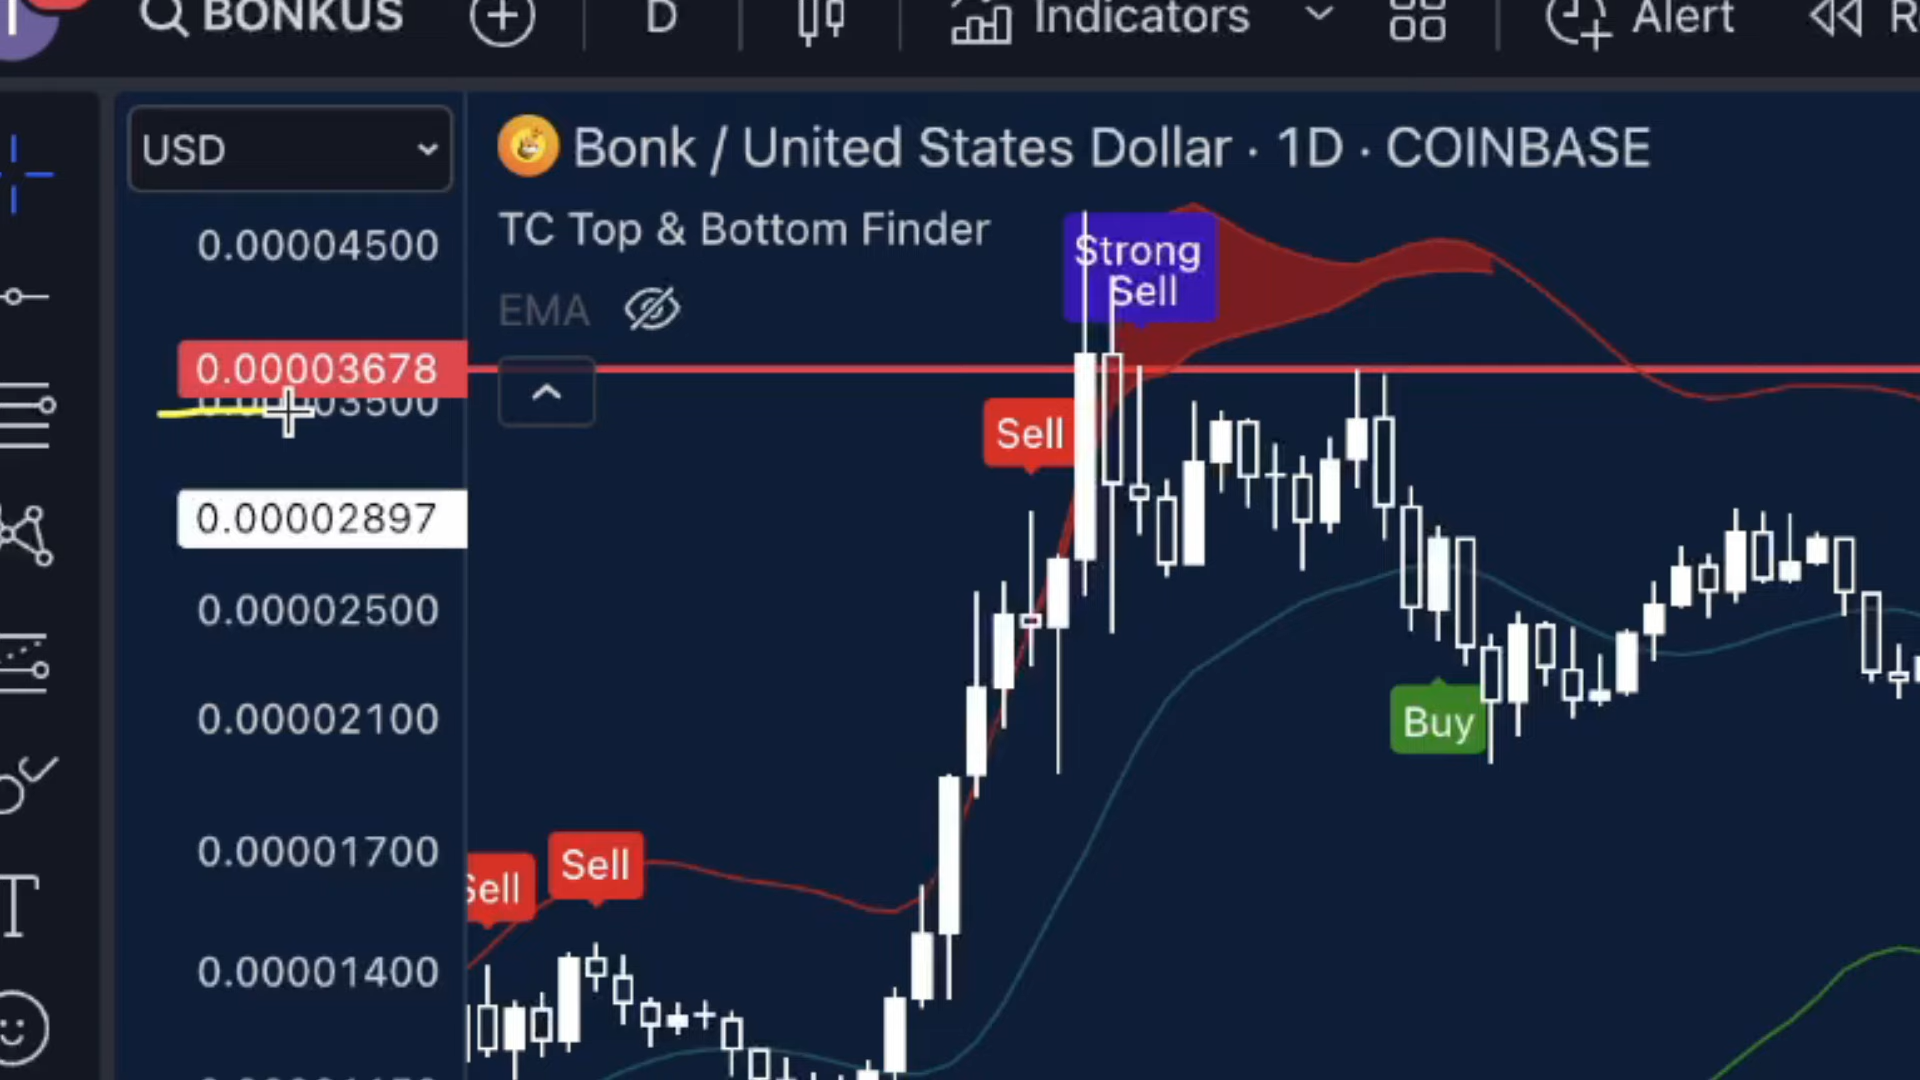 BONKUS
D
Indicators
Alert
USD
Bonk / United States Dollar · 1D · COINBASE
TC Top & Bottom Finder
EMA
0.00004500
0.00003678
0.00002897
0.00002500
0.00002100
0.00001700
0.00001400
Strong
Sell
Sell
Buy
Sell
Sell